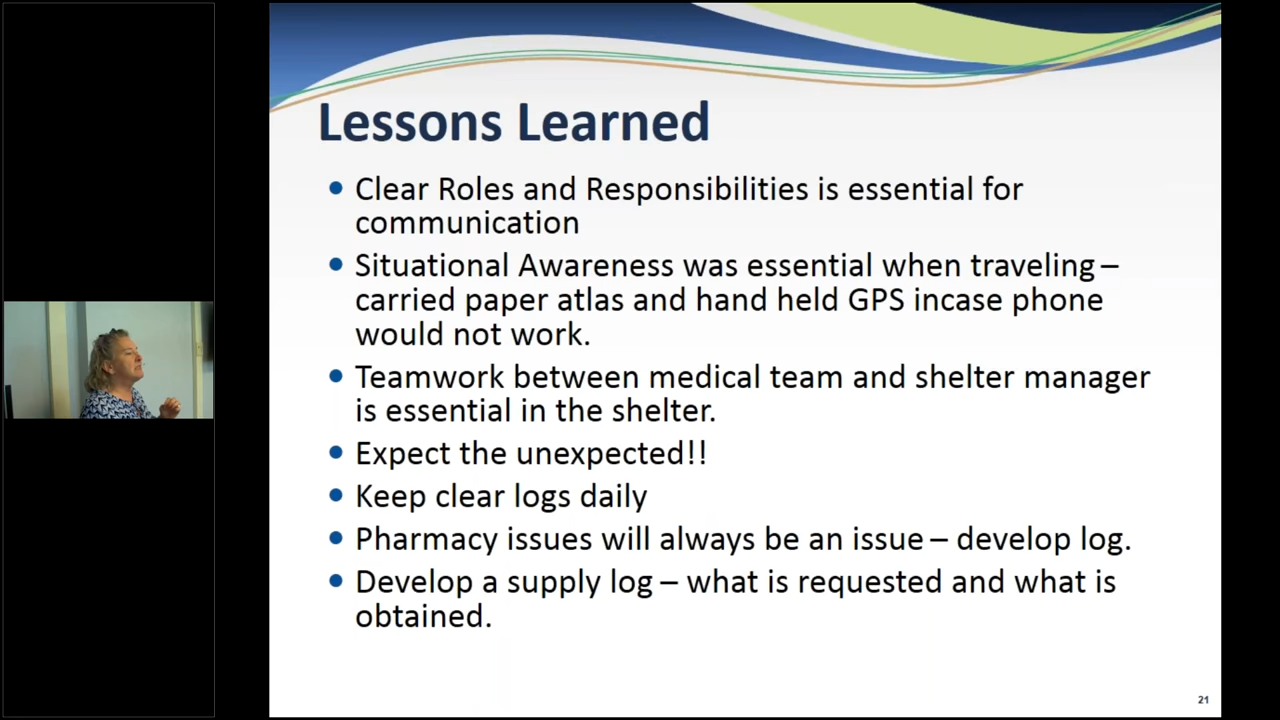 Lessons Learned
• Clear Roles and Responsibilities is essential for
communication
• Situational Awareness was essential when traveling –
carried paper atlas and hand held GPS incase phone
would not work.
• Teamwork between medical team and shelter manager
is essential in the shelter.
• Expect the unexpected!!
• Keep clear logs daily
• Pharmacy issues will always be an issue – develop log.
• Develop a supply log – what is requested and what is
obtained.
21